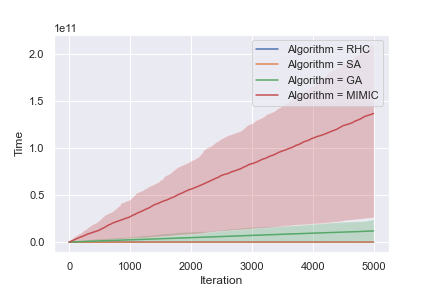 1e11
Algorithm = RHC
Algorithm = SA
Algorithm = GA
Algorithm = MIMIC
2.0
1.5
1.0
0.5
0.0
Time
0 1000 2000 3000 4000 5000
Iteration